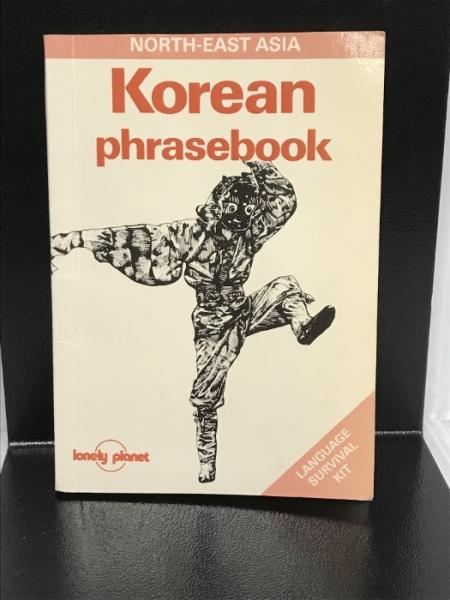 NORTH-EAST ASIA
Korean
phrasebook
lonely planet
LANGUAGE
SURVIVAL
KIT